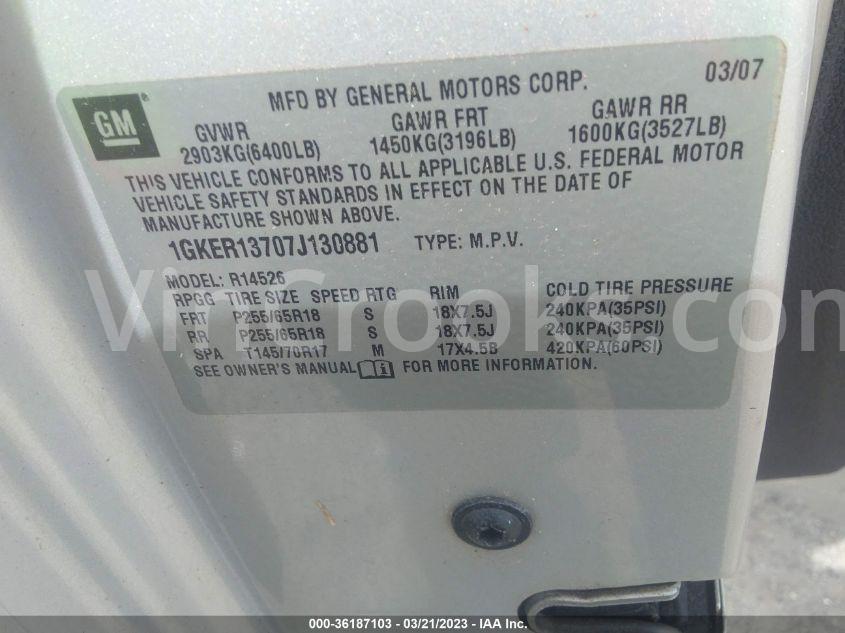 03/07
MFD BY GENERAL MOTORS CORP.
GM
GVWR GAWR FRT GAWR RR
2903KG(6400LB) 1450KG(3196LB) 1600KG(3527LB)
THIS VEHICLE CONFORMS TO ALL APPLICABLE U.S. FEDERAL MOTOR
VEHICLE SAFETY STANDARDS IN EFFECT ON THE DATE OF
MANUFACTURE SHOWN ABOVE.
1GKER13707J130881 TYPE: M.P.V.
MODEL: R14526
RPGG TIRE SIZE SPEED RTG RIM COLD TIRE PRESSURE
FRT P255/65R18 S 18X7.5J 240KPA(35PSI)
RR P255/65R18 S 18X7.5J 240KPA(35PSI)
SPA T145/70R17 M 17X4.5B 420KPA(60PSI)
SEE OWNER'S MANUAL FOR MORE INFORMATION.
000-36187103 - 03/21/2023 - IAA Inc.